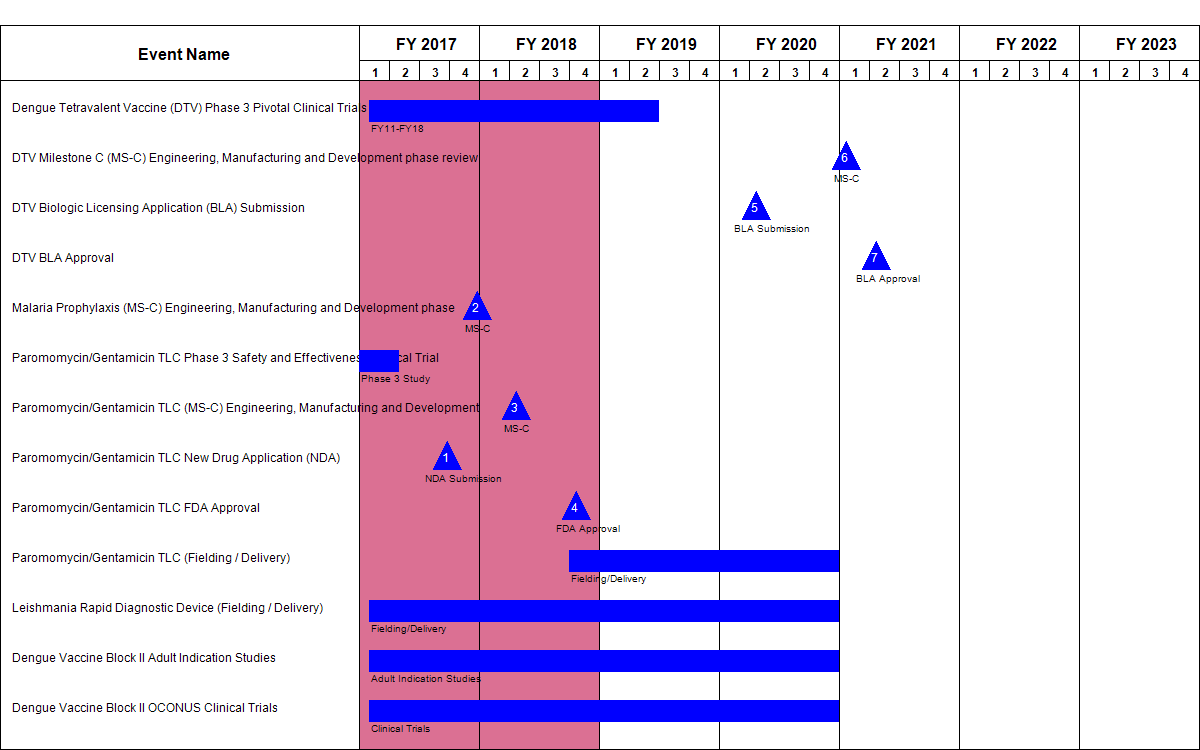 Event Name
FY 2017 FY 2018 FY 2019 FY 2020 FY 2021 FY 2022 FY 2023
1 2 3 4 1 2 3 4 1 2 3 4 1 2 3 4 1 2 3 4 1 2 3 4 1 2 3 4
Dengue Tetravalent Vaccine (DTV) Phase 3 Pivotal Clinical Trials
FY11-FY18
DTV Milestone C (MS-C) Engineering, Manufacturing and Development phase review
6
MS-C
DTV Biologic Licensing Application (BLA) Submission
5
BLA Submission
DTV BLA Approval
7
BLA Approval
Malaria Prophylaxis (MS-C) Engineering, Manufacturing and Development phase
2
MS-C
Paromomycin/Gentamicin TLC Phase 3 Safety and Effectivenes cal Trial
Phase 3 Study
Paromomycin/Gentamicin TLC (MS-C) Engineering, Manufacturing and Development
3
MS-C
Paromomycin/Gentamicin TLC New Drug Application (NDA)
1
NDA Submission
Paromomycin/Gentamicin TLC FDA Approval
4
FDA Approval
Paromomycin/Gentamicin TLC (Fielding / Delivery)
Fielding/Delivery
Leishmania Rapid Diagnostic Device (Fielding / Delivery)
Fielding/Delivery
Dengue Vaccine Block II Adult Indication Studies
Adult Indication Studies
Dengue Vaccine Block II OCONUS Clinical Trials
Clinical Trials